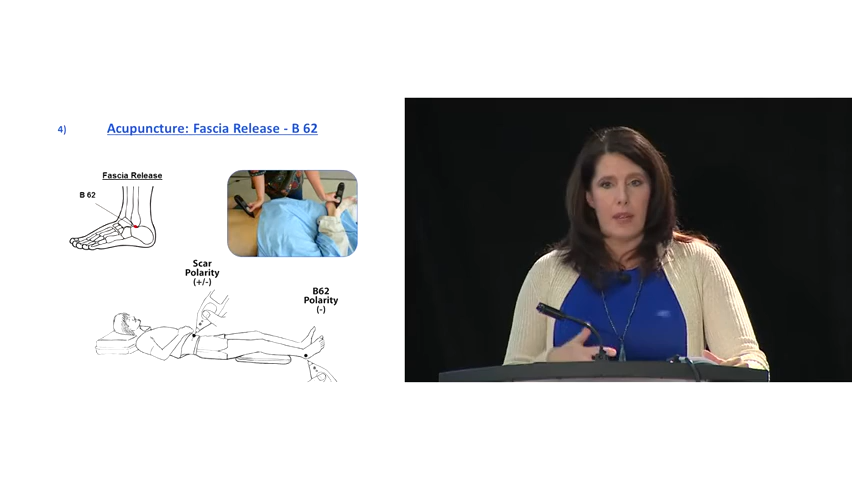 4) Acupuncture: Fascia Release - B 62
Fascia Release
B 62
Scar
Polarity
(+/-)
B62
Polarity
(-)